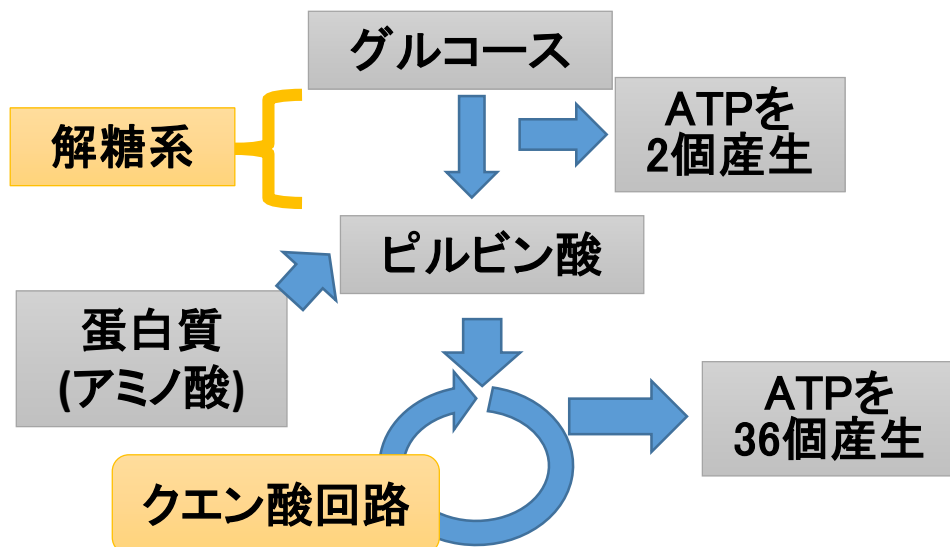 グルコース
ATPを
2個産生
解糖系
ピルビン酸
蛋白質
(アミノ酸)
ATPを
36個産生
クエン酸回路